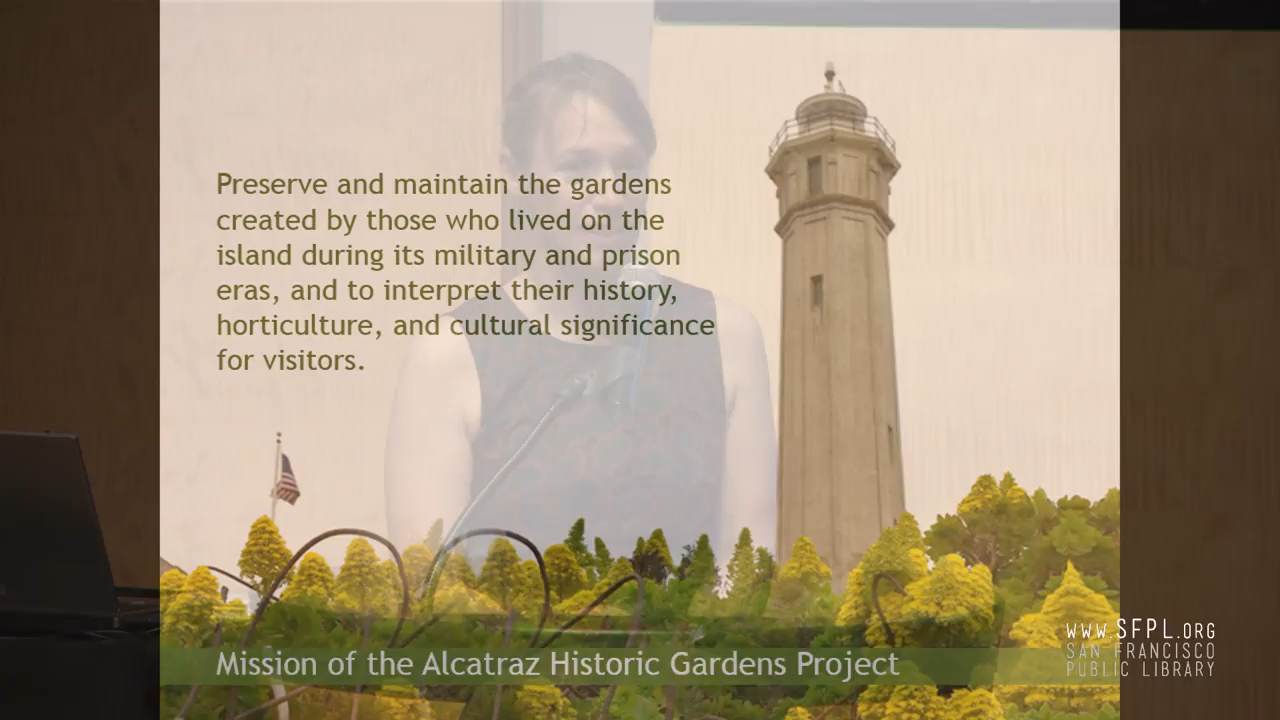 Preserve and maintain the gardens
created by those who lived on the
island during its military and prison
eras, and to interpret their history,
horticulture, and cultural significance
for visitors.
Mission of the Alcatraz Historic Gardens Project
www.SFPL.ORG
SAN FRANCISCO
PUBLIC LIBRARY